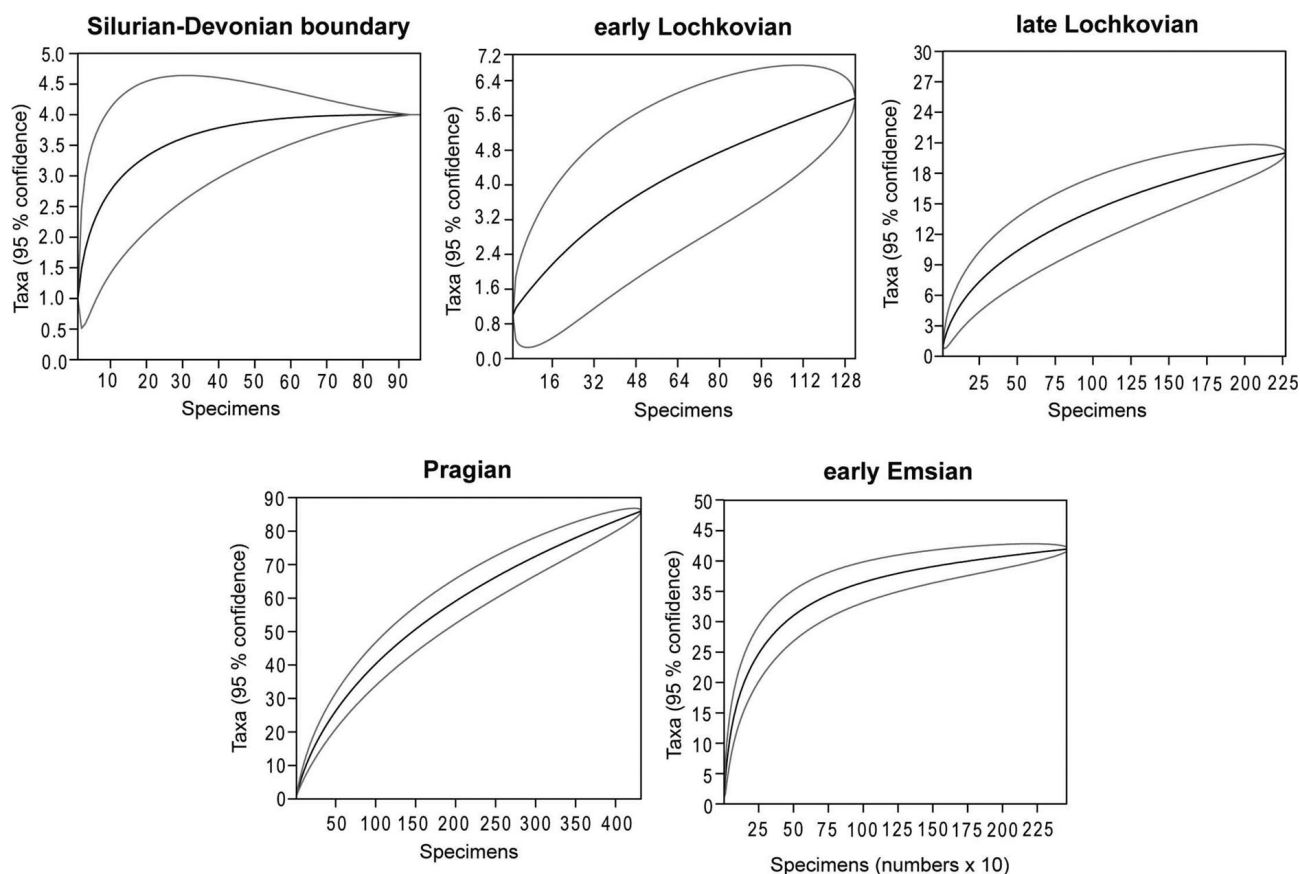 Silurian-Devonian boundary
Taxa (95 % confidence)
5.0
4.5
4.0
3.5
3.0
2.5
2.0
1.5
1.0
0.5
0.0
10 20 30 40 50 60 70 80 90
Specimens
early Lochkovian
Taxa (95 % confidence)
7.2
6.4
5.6
4.8
4.0
3.2
2.4
1.6
0.8
0.0
16 32 48 64 80 96 112 128
Specimens
late Lochkovian
Taxa (95 % confidence)
30
27
24
21
18
15
12
9
6
3
0
25 50 75 100 125 150 175 200 225
Specimens
Pragian
Taxa (95 % confidence)
90
80
70
60
50
40
30
20
10
0
50 100 150 200 250 300 350 400
Specimens
early Emsian
Taxa (95 % confidence)
50
45
40
35
30
25
20
15
10
5
0
25 50 75 100 125 150 175 200 225
Specimens (numbers x 10)